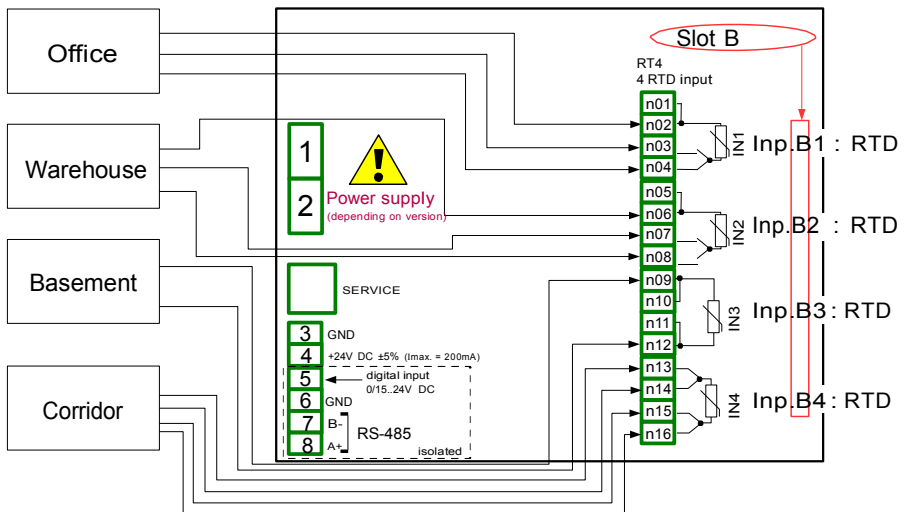 Office
Warehouse
Basement
Corridor
1
2
Power supply
(depending on version)
SERVICE
3 GND
4 +24V DC ±5% (Imax. = 200mA)
5 digital input
0/15..24V DC
6 GND
7 B-
RS-485
8 A+
isolated
Slot B
RT4
4 RTD input
n01
n02
n03
n04
n05
n06
n07
n08
n09
n10
n11
n12
n13
n14
n15
n16
IN1
Inp.B1 : RTD
IN2
Inp.B2 : RTD
IN3
Inp.B3 : RTD
IN4
Inp.B4 : RTD